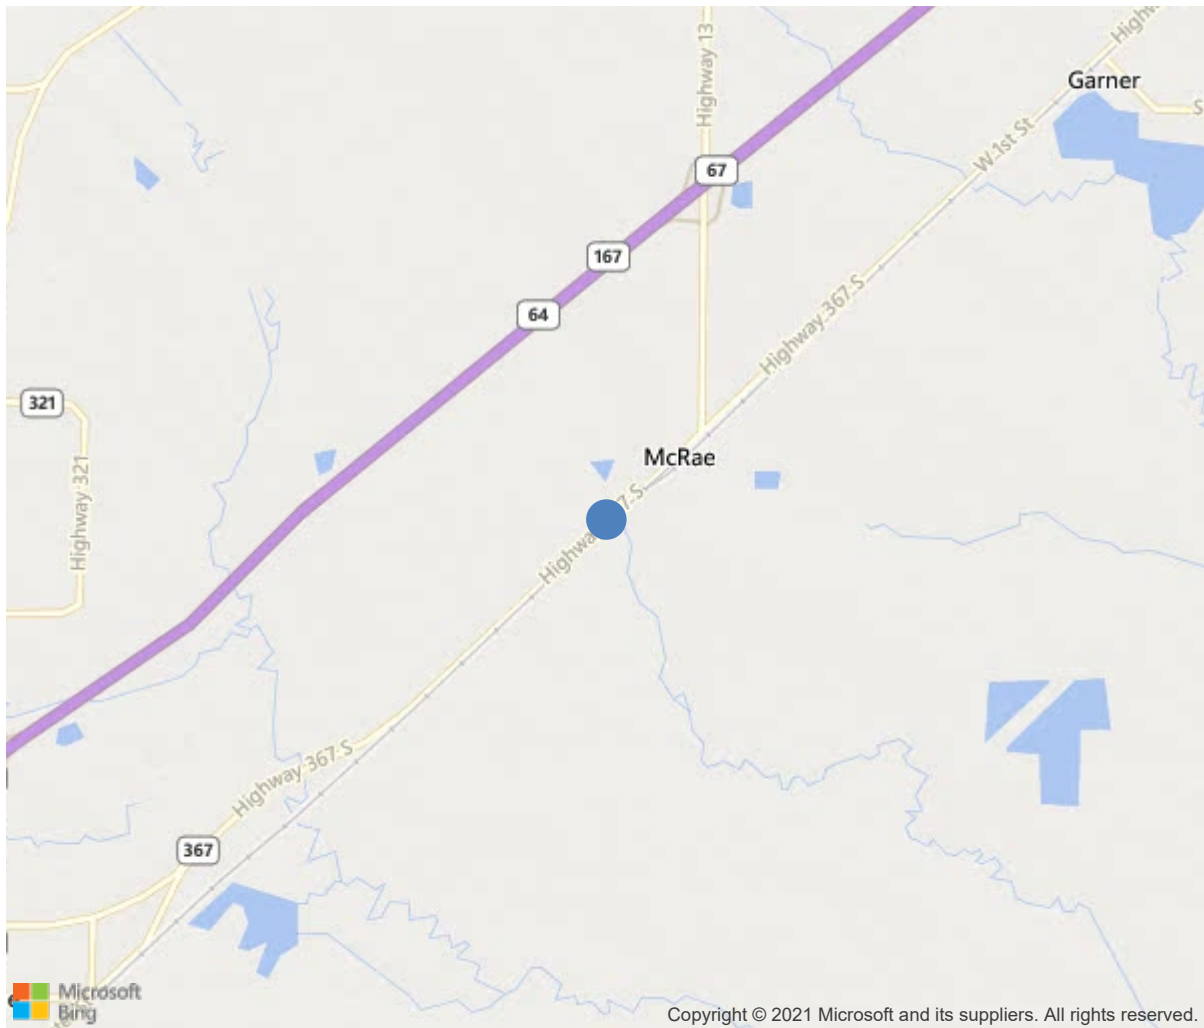 Highway 13
Garner
67
W 1st St
167
64
Highway 367 S
321
McRae
Highway 321
Highway 367 S
367
Microsoft
Bing
Copyright © 2021 Microsoft and its suppliers. All rights reserved.